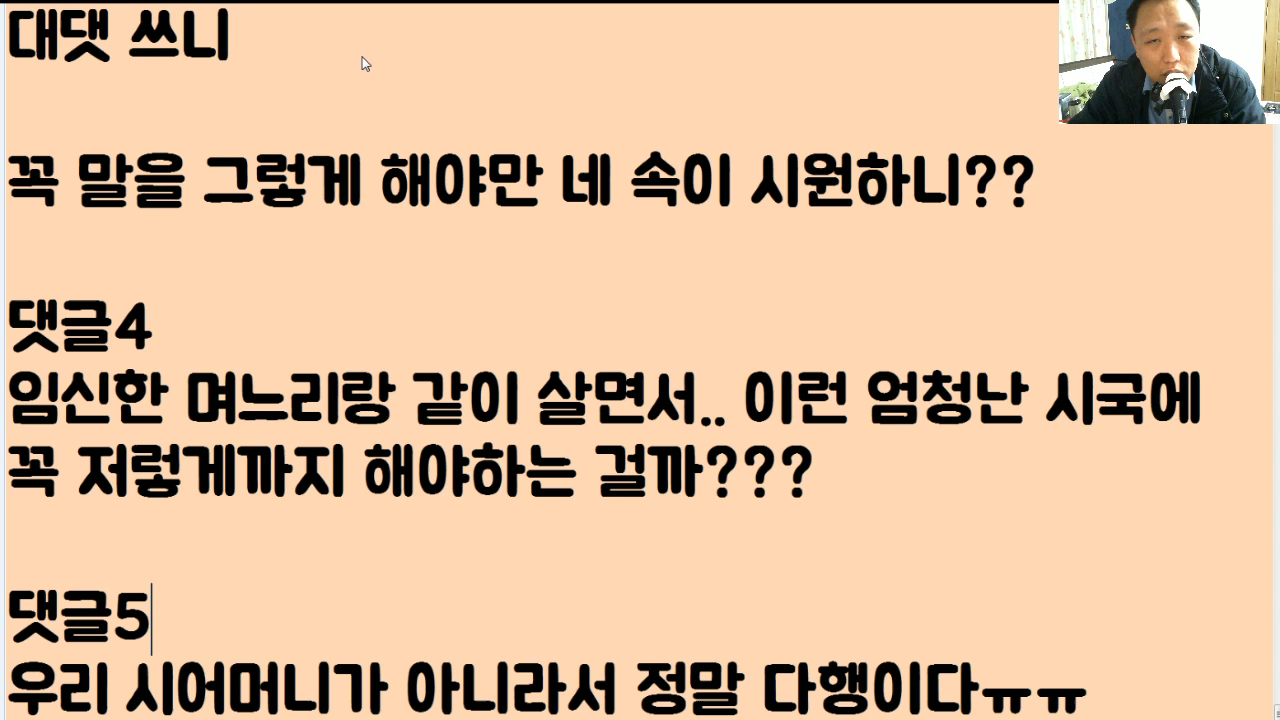 대댓 쓰니
꼭 말을 그렇게 해야만 네 속이 시원하니??
댓글4
임신한 며느리랑 같이 살면서.. 이런 엄청난 시국에
꼭 저렇게까지 해야하는 걸까???
댓글5
우리 시어머니가 아니라서 정말 다행이다ㅠㅠ